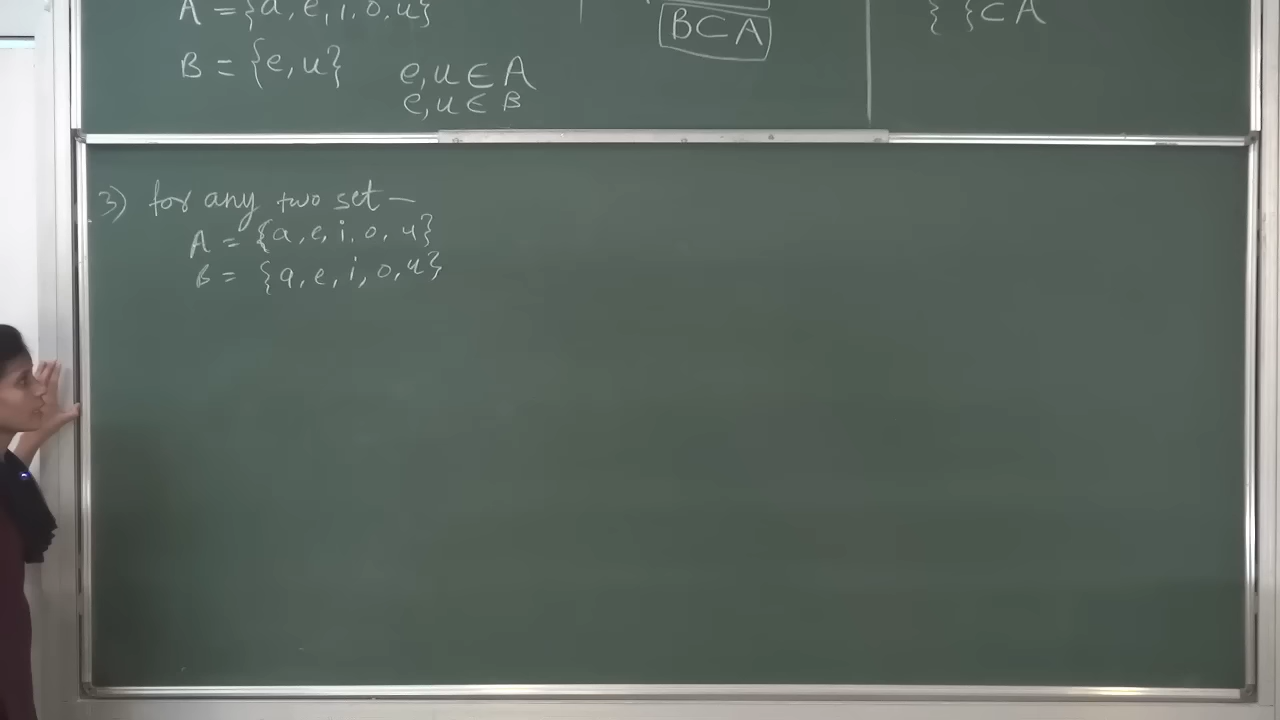 A = {a, e, i, o, u}
B = {e, u}
e, u ∈ A
e, u ∈ B
B ⊂ A
{ } ⊂ A
3) for any two set —
A = {a, e, i, o, u}
B = {a, e, i, o, u}